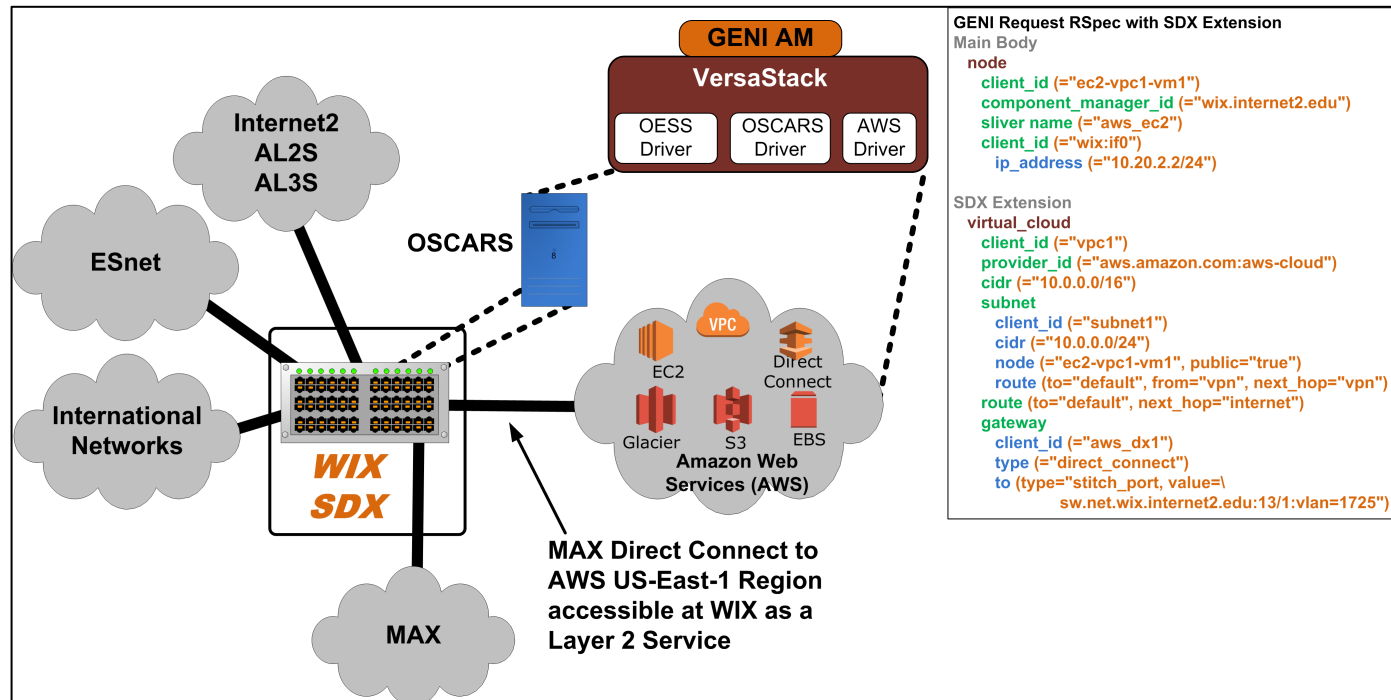 GENI AM
VersaStack
OESS
Driver
OSCARS
Driver
AWS
Driver
Internet2
AL2S
AL3S
ESnet
OSCARS
8
International
Networks
WIX
SDX
VPC
EC2
Direct
Connect
Glacier
S3
EBS
Amazon Web
Services (AWS)
MAX Direct Connect to
AWS US-East-1 Region
accessible at WIX as a
Layer 2 Service
MAX
GENI Request RSpec with SDX Extension
Main Body
node
client_id (="ec2-vpc1-vm1")
component_manager_id (="wix.internet2.edu")
sliver name (="aws_ec2")
client_id (="wix:if0")
ip_address (="10.20.2.2/24")
SDX Extension
virtual_cloud
client_id (="vpc1")
provider_id (="aws.amazon.com:aws-cloud")
cidr (="10.0.0.0/16")
subnet
client_id (="subnet1")
cidr (="10.0.0.0/24")
node (="ec2-vpc1-vm1", public="true")
route (to="default", from="vpn", next_hop="vpn")
route (to="default", next_hop="internet")
gateway
client_id (="aws_dx1")
type (="direct_connect")
to (type="stitch_port, value=\
sw.net.wix.internet2.edu:13/1:vlan=1725")